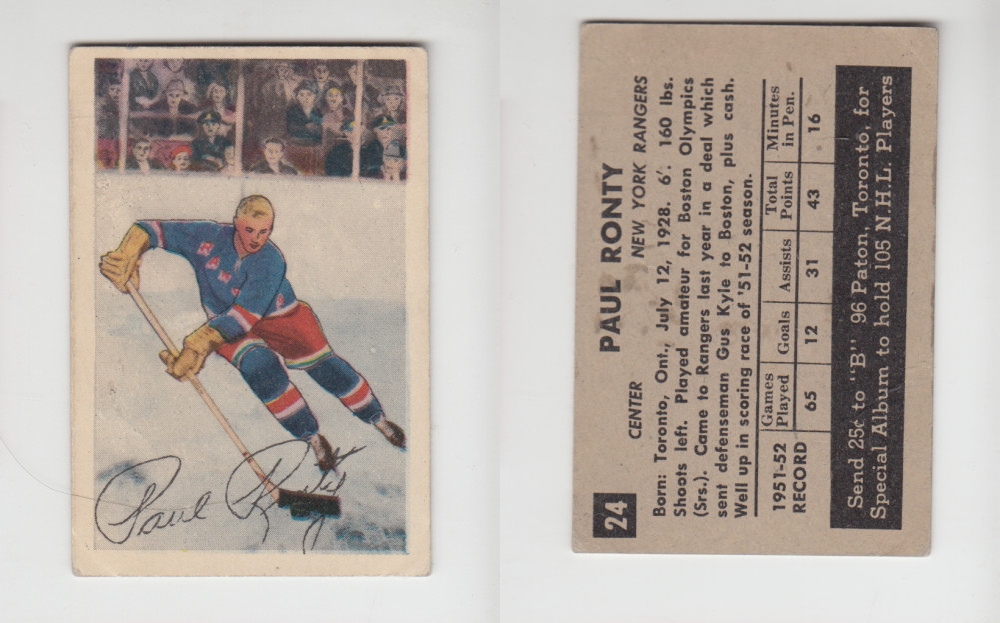 RANGERS
Paul Ronty
24
PAUL RONTY
CENTER NEW YORK RANGERS
Born: Toronto, Ont., July 12, 1928. 6'. 160 lbs.
Shoots left. Played amateur for Boston Olympics
(Srs.). Came to Rangers last year in a deal which
sent defenseman Gus Kyle to Boston, plus cash.
Well up in scoring race of '51-52 season.
1951-52 RECORD
Games Played Goals Assists Total Points Minutes in Pen.
65 12 31 43 16
Send 25¢ to "B" 96 Paton, Toronto, for
Special Album to hold 105 N.H.L. Players